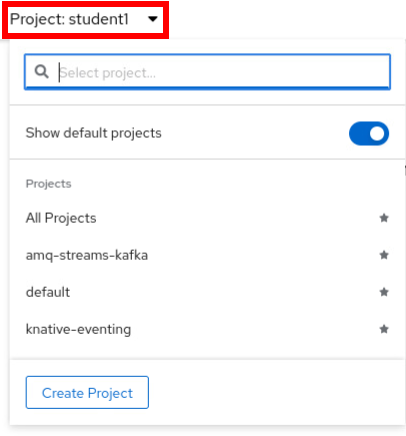 Project: student1
Select project...
Show default projects
Projects
All Projects
amq-streams-kafka
default
knative-eventing
Create Project